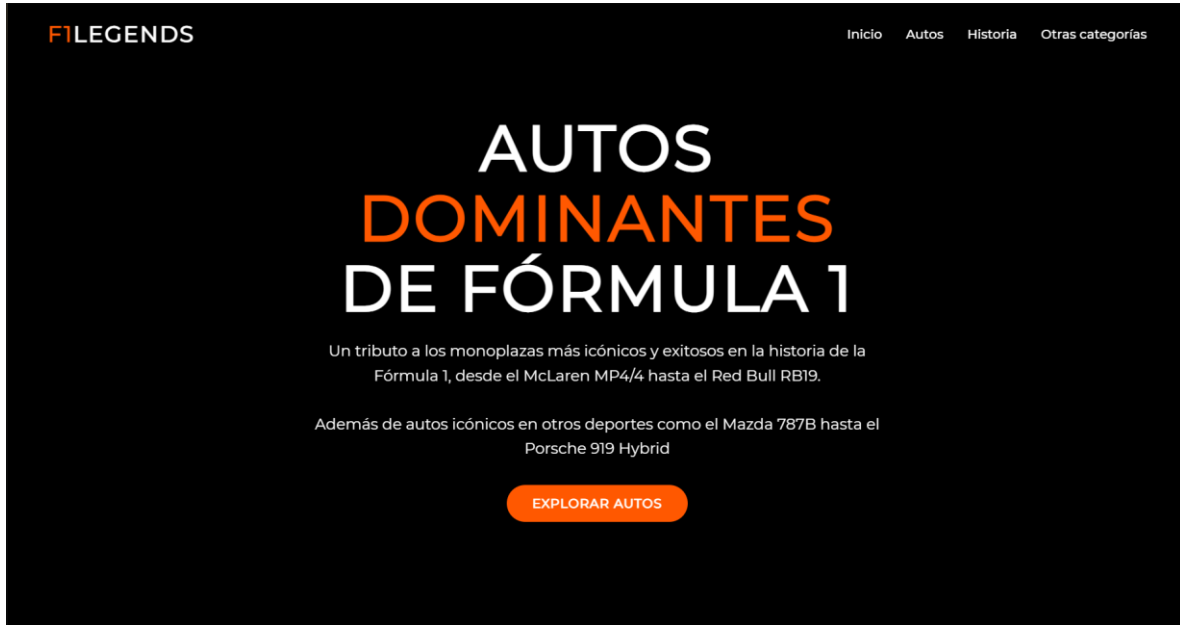 F1LEGENDS
Inicio Autos Historia Otras categorías
AUTOS
DOMINANTES
DE FÓRMULA 1
Un tributo a los monoplazas más icónicos y exitosos en la historia de la
Fórmula 1, desde el McLaren MP4/4 hasta el Red Bull RB19.
Además de autos icónicos en otros deportes como el Mazda 787B hasta el
Porsche 919 Hybrid
EXPLORAR AUTOS